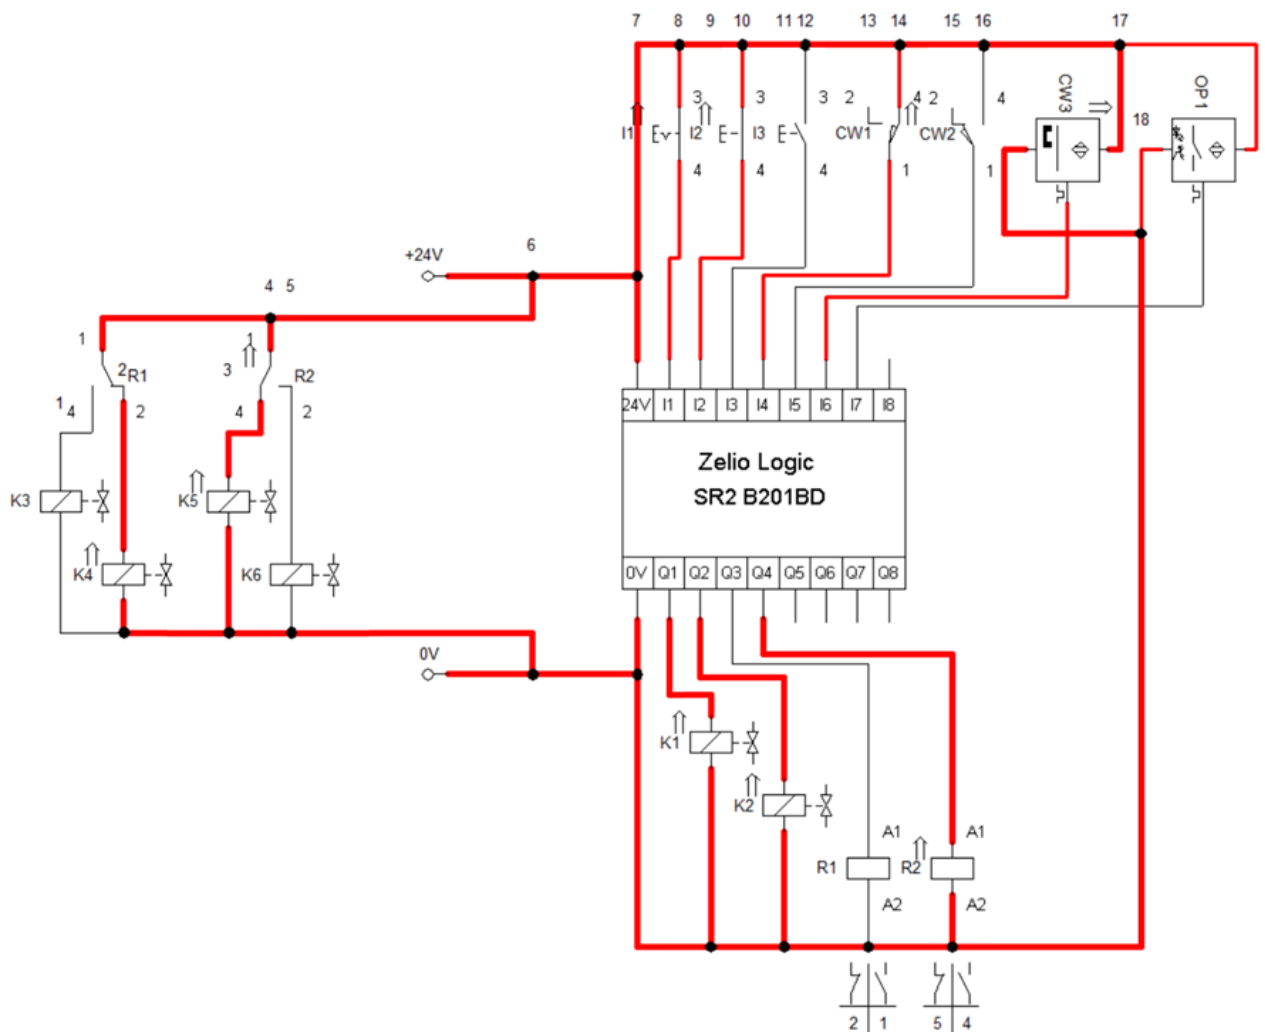 7 8 9 10 11 12 13 14 15 16 17
CW3 OP1
3 3 3 2 4 2 4
18
I1 I2 I3 CW1 CW2
4 4 4 1 1
6
+24V
4 5
1 1
2 R1 3 R2
1 4 2 4 2
24V I1 I2 I3 I4 I5 I6 I7 I8
Zelio Logic
SR2 B201BD
K3 K5
K4 K6
0V Q1 Q2 Q3 Q4 Q5 Q6 Q7 Q8
0V
K1
K2
A1 A1
R1 R2
A2 A2
2 1 5 4